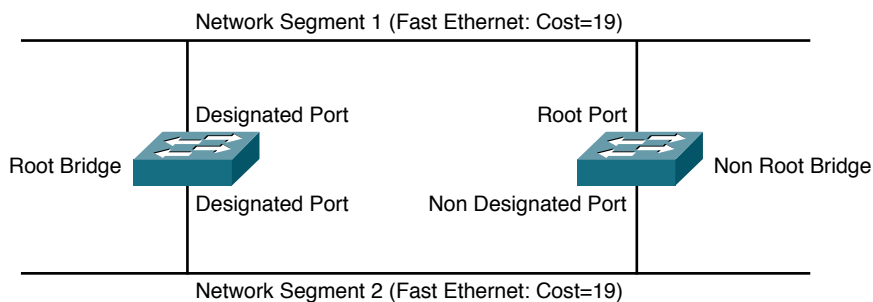 Network Segment 1 (Fast Ethernet: Cost=19)
Designated Port
Root Port
Root Bridge
Non Root Bridge
Designated Port
Non Designated Port
Network Segment 2 (Fast Ethernet: Cost=19)